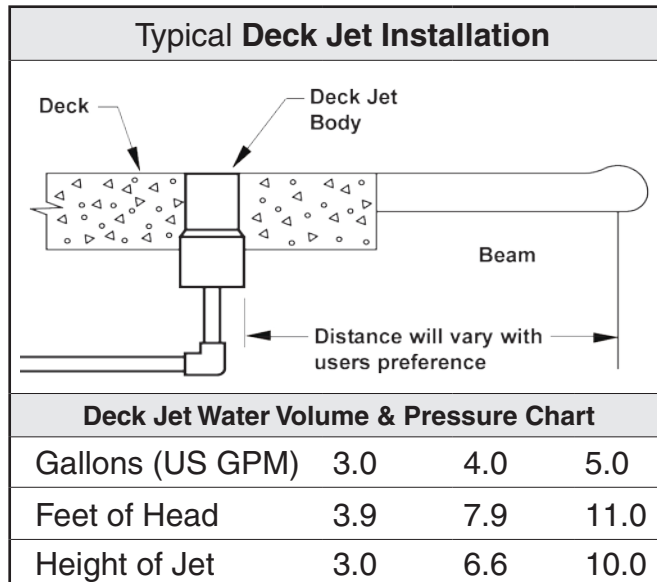 Typical Deck Jet Installation
Deck
Deck Jet
Body
Beam
Distance will vary with
users preference
Deck Jet Water Volume & Pressure Chart
Gallons (US GPM) 3.0 4.0 5.0
Feet of Head 3.9 7.9 11.0
Height of Jet 3.0 6.6 10.0